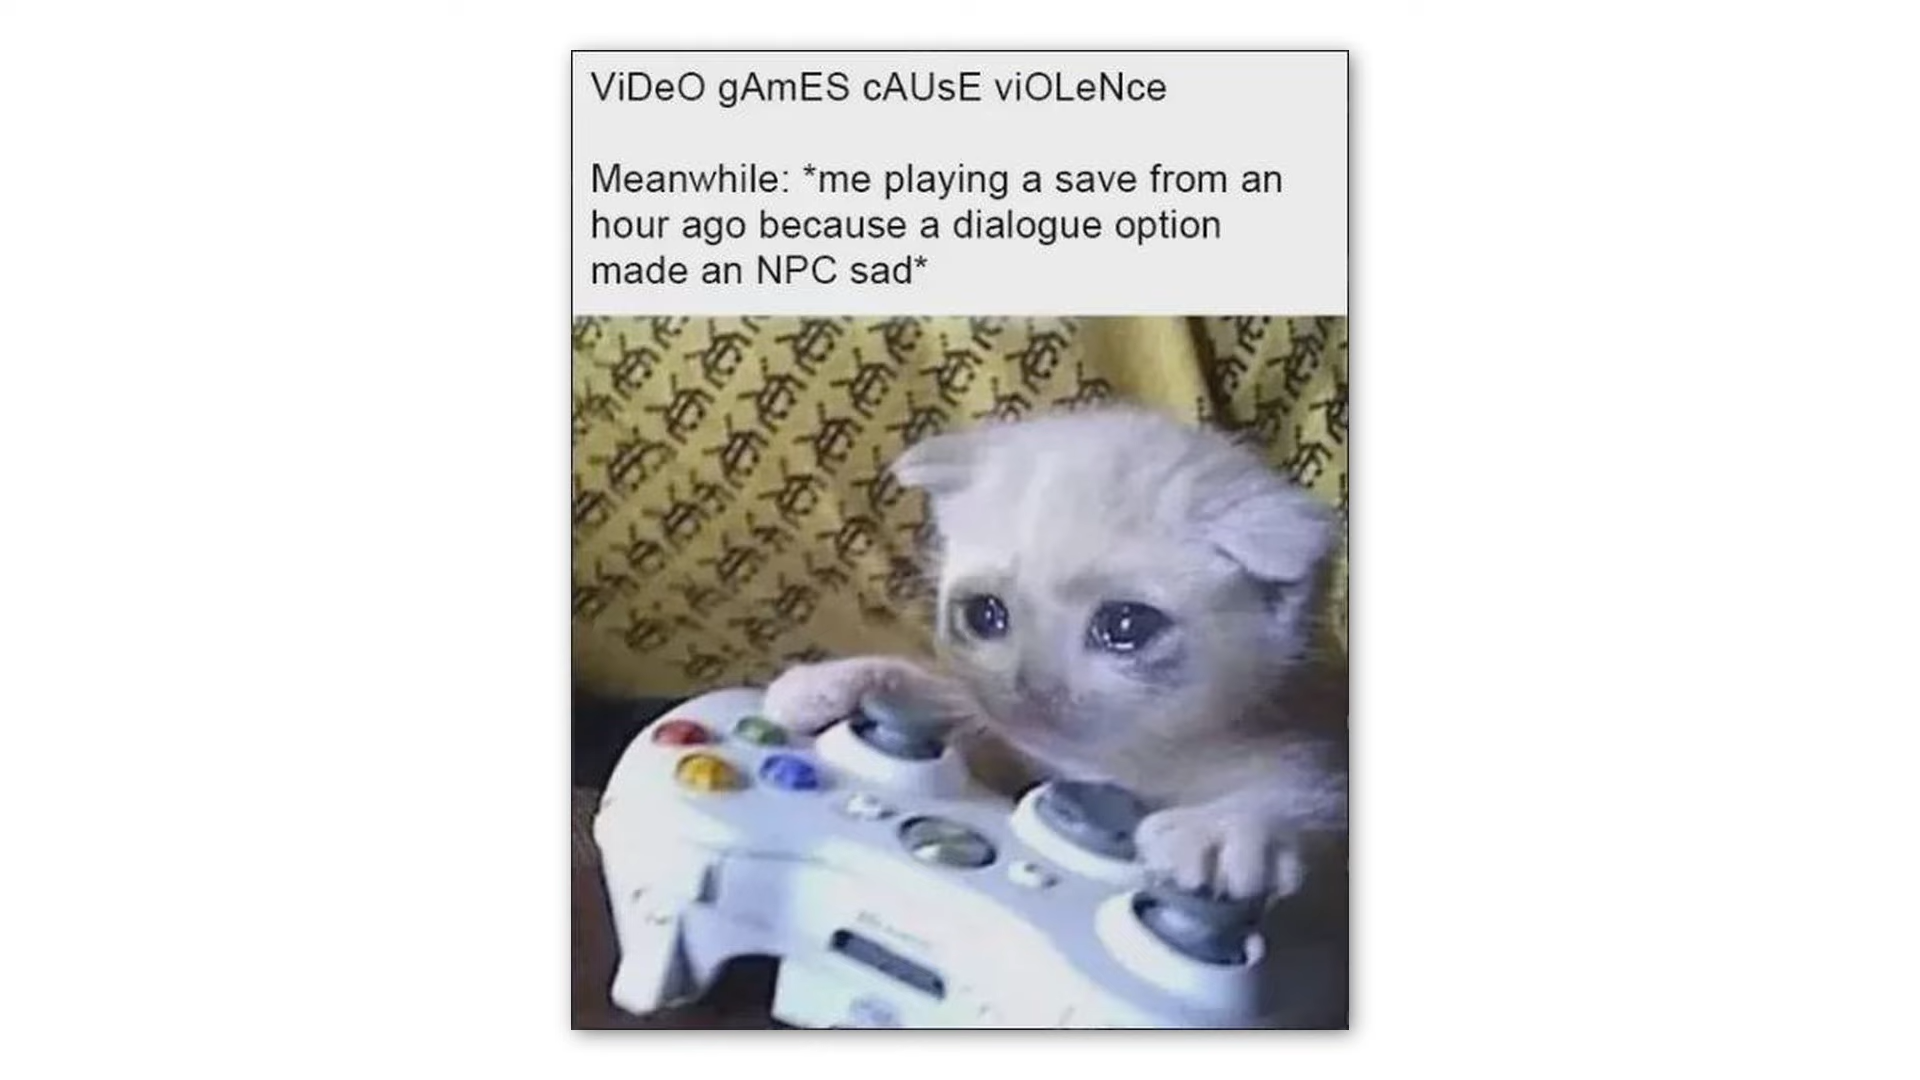 ViDeO gAmES cAUsE viOLeNce
Meanwhile: *me playing a save from an
hour ago because a dialogue option
made an NPC sad*